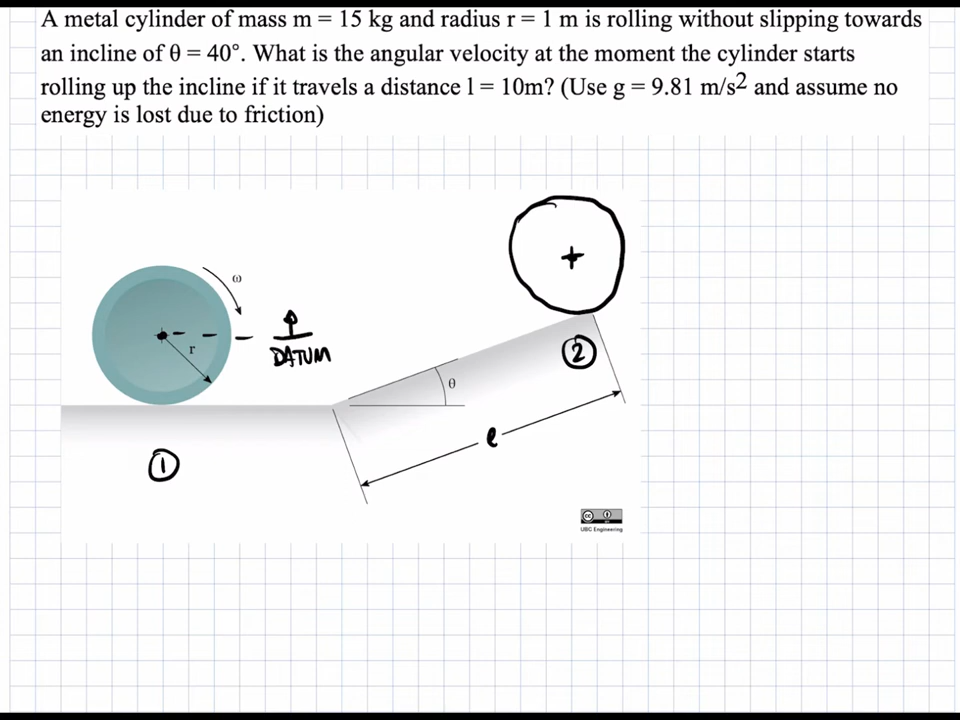 A metal cylinder of mass m = 15 kg and radius r = 1 m is rolling without slipping towards
an incline of θ = 40°. What is the angular velocity at the moment the cylinder starts
rolling up the incline if it travels a distance l = 10m? (Use g = 9.81 m/s2 and assume no
energy is lost due to friction)
ω
r
DATUM
θ
2
l
1
cc
BY
UBC Engineering